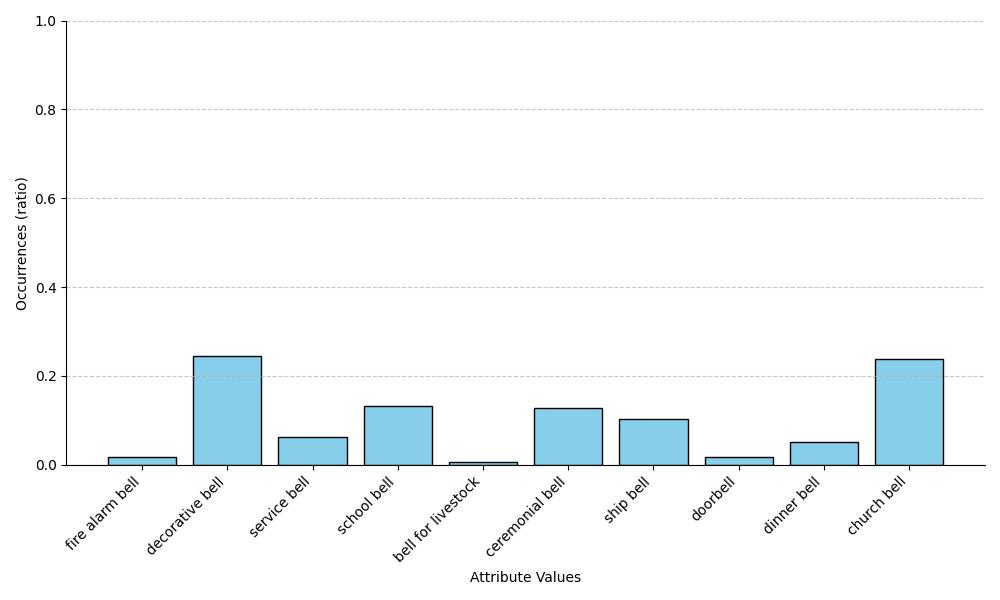 1.0
0.8
0.6
0.4
0.2
0.0
Occurrences (ratio)
fire alarm bell
decorative bell
service bell
school bell
bell for livestock
ceremonial bell
ship bell
doorbell
dinner bell
church bell
Attribute Values